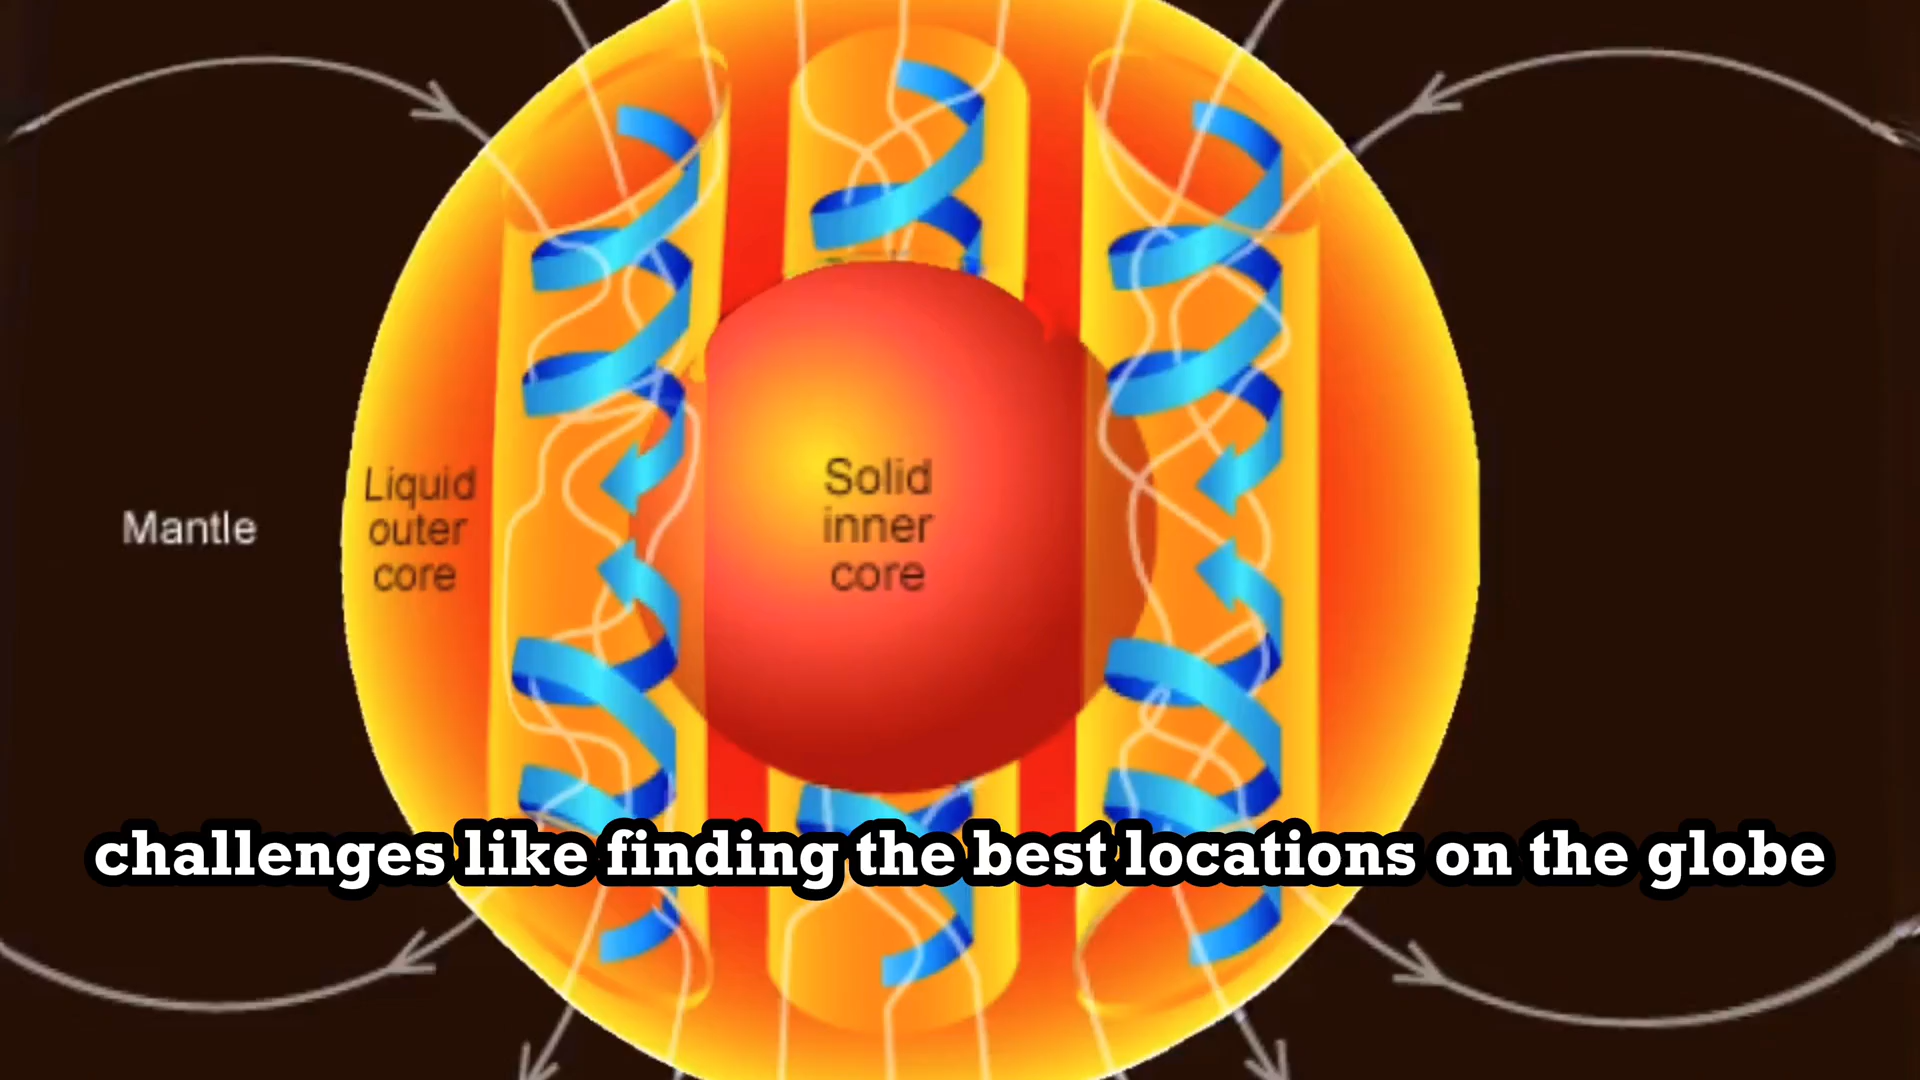 Mantle
Liquid
outer
core
Solid
inner
core
challenges like finding the best locations on the globe